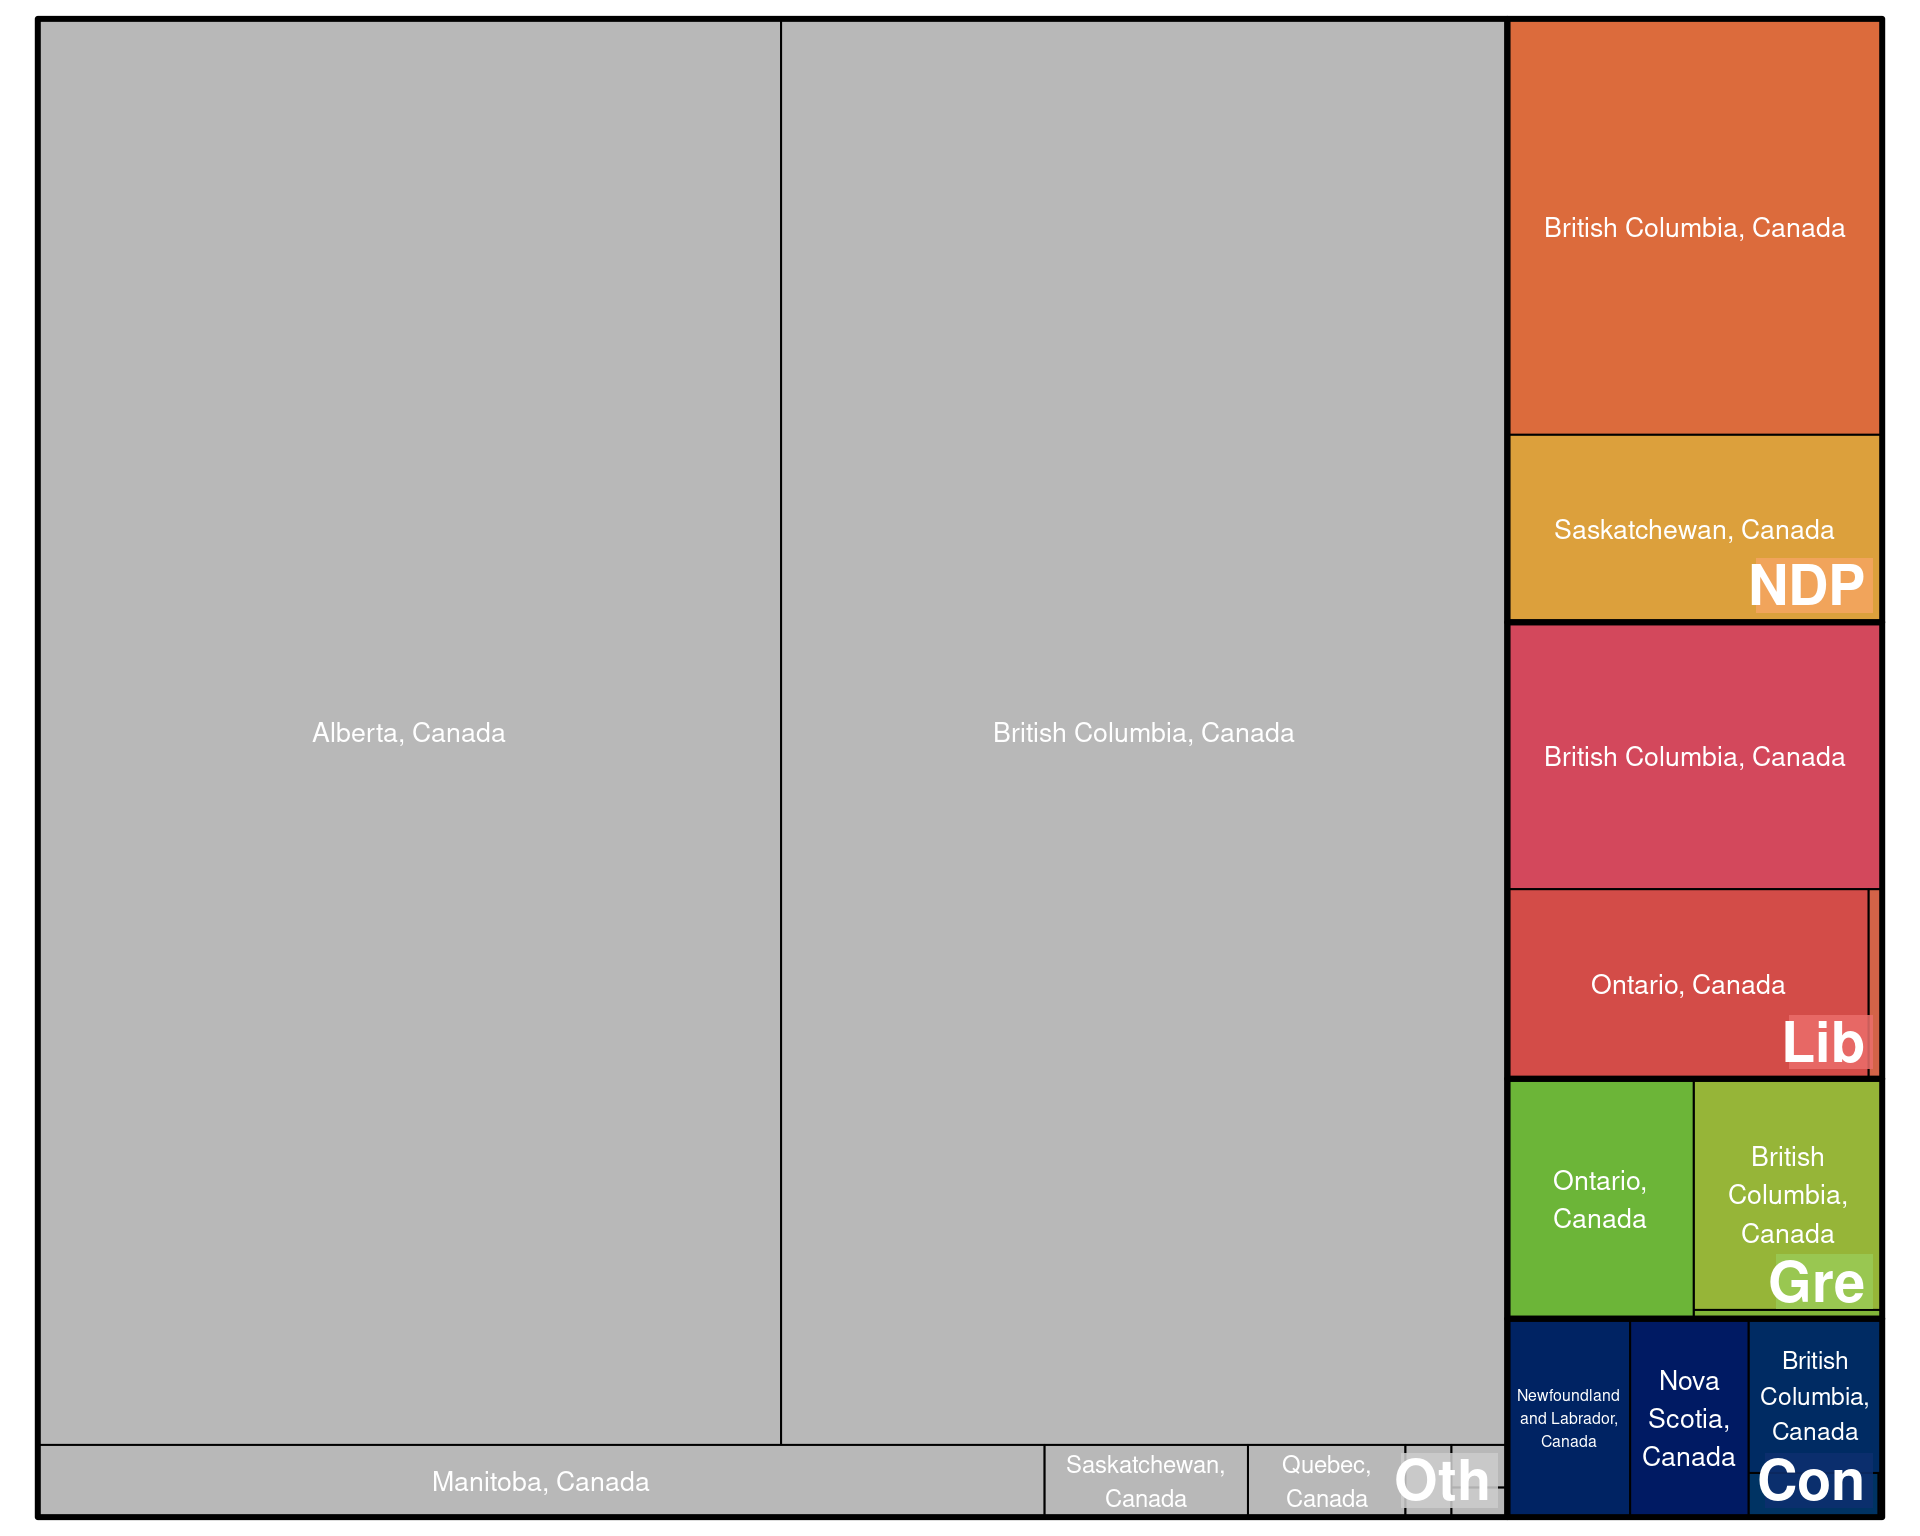 Alberta, Canada
British Columbia, Canada
Manitoba, Canada
Saskatchewan,
Canada
Quebec,
Canada
Oth
British Columbia, Canada
Saskatchewan, Canada
NDP
British Columbia, Canada
Ontario, Canada
Lib
Ontario,
Canada
British
Columbia,
Canada
Gre
Newfoundland
and Labrador,
Canada
Nova
Scotia,
Canada
British
Columbia,
Canada
Con